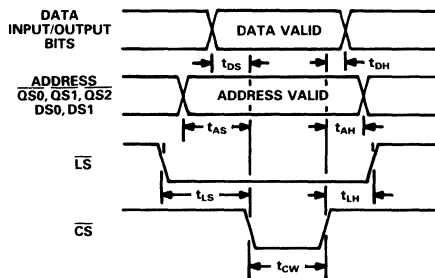 DATA
INPUT/OUTPUT
BITS
DATA VALID
tDS
tDH
ADDRESS
QS0, QS1, QS2
DS0, DS1
ADDRESS VALID
tAS
tAH
LS
tLS
tLH
CS
tCW